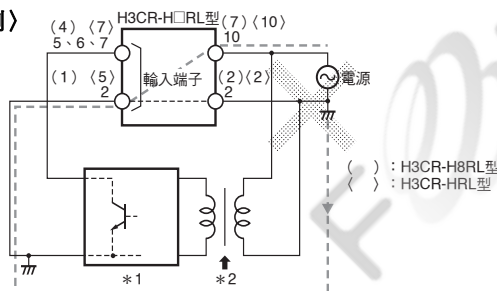 〉
H3CR-H□RL型
(4)〈7〉
5、6、7
(7)〈10〉
10
(1)〈5〉
2
輸入端子
(2)〈2〉
2
電源
(　):H3CR-H8RL型
〈　〉:H3CR-HRL型
＊1
＊2